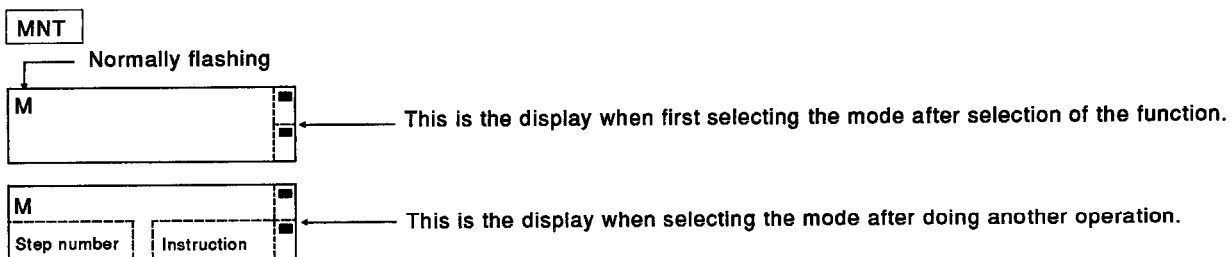 MNT
Normally flashing
M
This is the display when first selecting the mode after selection of the function.
M
This is the display when selecting the mode after doing another operation.
Step number
Instruction